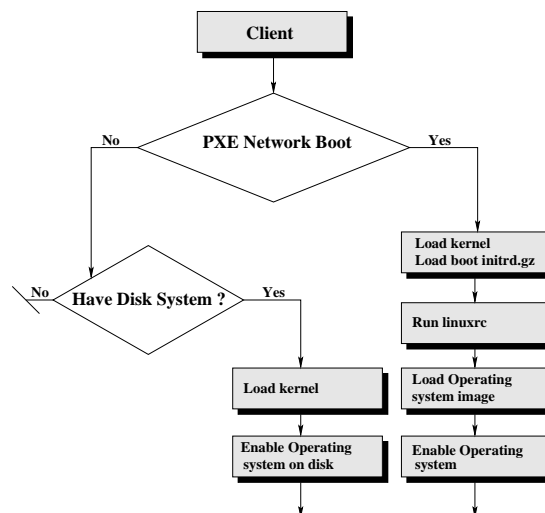 Client
PXE Network Boot
No
Yes
Load kernel
Load boot initrd.gz
No
Have Disk System ?
Yes
Run linuxrc
Load kernel
Load Operating
system image
Enable Operating
system on disk
Enable Operating
system